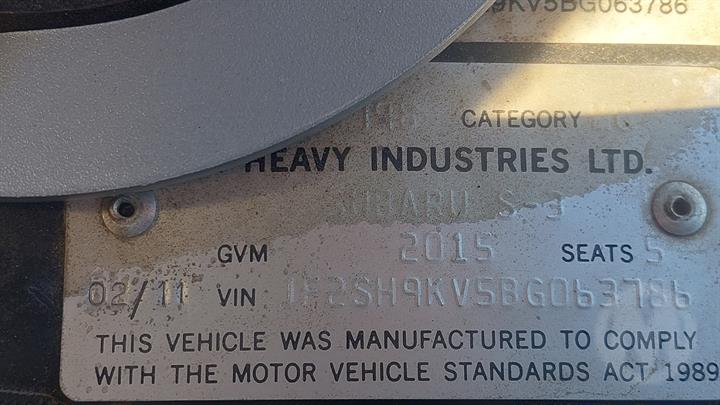 9KV5BG063786
198 CATEGORY
HEAVY INDUSTRIES LTD.
SUBARU S-3
GVM 2015 SEATS 5
02/11 VIN JF2SH9KV5BG063786
THIS VEHICLE WAS MANUFACTURED TO COMPLY
WITH THE MOTOR VEHICLE STANDARDS ACT 1989